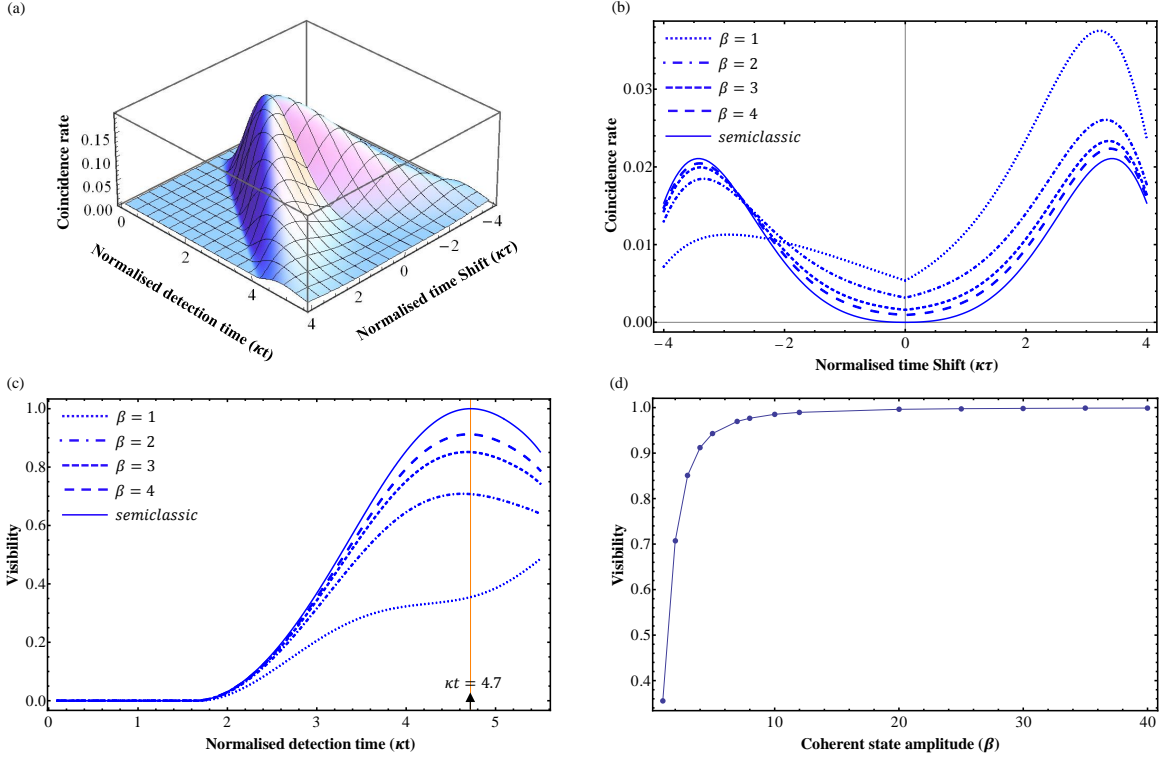 (a)
Coincidence rate
0.15
0.10
0.05
0.00
0
2
4
Normalised detection time (κt)
-4
-2
0
2
4
Normalised time Shift (κτ)
(b)
Coincidence rate
0.03
0.02
0.01
0.00
β = 1
β = 2
β = 3
β = 4
semiclassic
-4
-2
0
2
4
Normalised time Shift (κτ)
(c)
Visibility
1.0
0.8
0.6
0.4
0.2
0.0
β = 1
β = 2
β = 3
β = 4
semiclassic
κt = 4.7
0
1
2
3
4
5
Normalised detection time (κt)
(d)
Visibility
1.0
0.9
0.8
0.7
0.6
0.5
0.4
10
20
30
40
Coherent state amplitude (β)